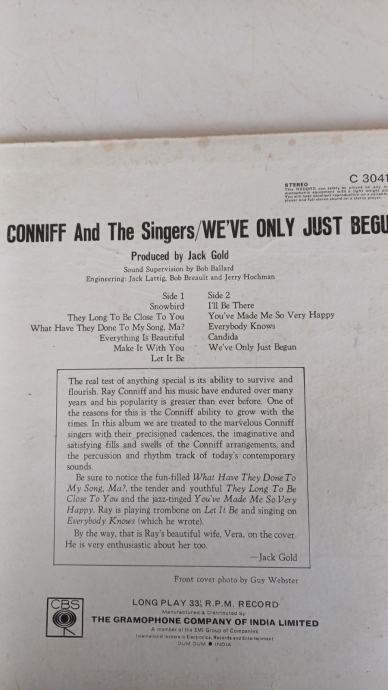 C 3041
STEREO
CONNIFF And The Singers/WE'VE ONLY JUST BEGU
Produced by Jack Gold
Sound Supervision by Bob Ballard
Engineering: Jack Lattig, Bob Breault and Jerry Hochman
Side 1
Snowbird
They Long To Be Close To You
What Have They Done To My Song, Ma?
Everything Is Beautiful
Make It With You
Let It Be
Side 2
I'll Be There
You've Made Me So Very Happy
Everybody Knows
Candida
We've Only Just Begun
The real test of anything special is its ability to survive and
flourish. Ray Conniff and his music have endured over many
years and his popularity is greater than ever before. One of
the reasons for this is the Conniff ability to grow with the
times. In this album we are treated to the marvelous Conniff
singers with their precisioned cadences, the imaginative and
satisfying fills and swells of the Conniff arrangements, and
the percussion and rhythm track of today's contemporary
sounds.
Be sure to notice the fun-filled What Have They Done To
My Song, Ma?, the tender and youthful They Long To Be
Close To You and the jazz-tinged You've Made Me So Very
Happy. Ray is playing trombone on Let It Be and singing on
Everybody Knows (which he wrote).
By the way, that is Ray's beautiful wife, Vera, on the cover.
He is very enthusiastic about her too.
—Jack Gold
Front cover photo by Guy Webster
CBS
LONG PLAY 33⅓ R.P.M. RECORD
Manufactured & Distributed by
THE GRAMOPHONE COMPANY OF INDIA LIMITED
A member of the EMI Group of Companies
International leaders in Electronics, Records and Entertainment
DUM DUM • INDIA